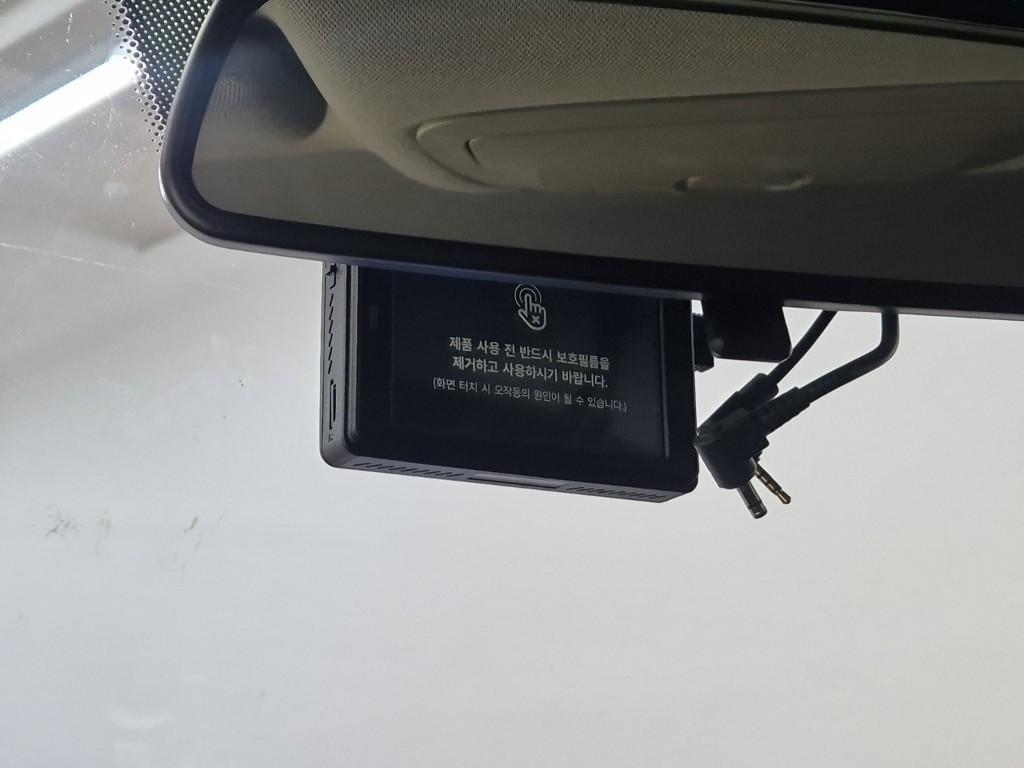 제품 사용 전 반드시 보호필름을
제거하고 사용하시기 바랍니다.
(화면 터치 시 오작동의 원인이 될 수 있습니다.)